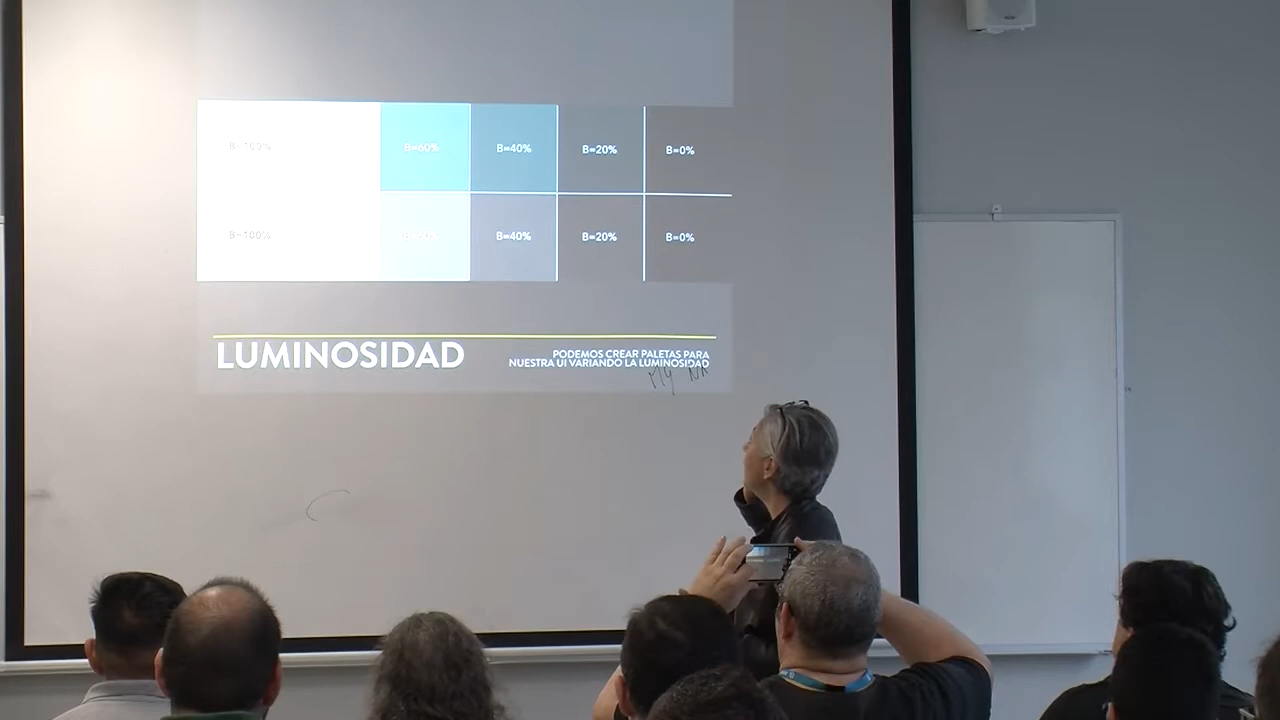 B=100% B=60% B=40% B=20% B=0%
B=100% B=40% B=20% B=0%
LUMINOSIDAD
PODEMOS CREAR PALETAS PARA
NUESTRA UI VARIANDO LA LUMINOSIDAD